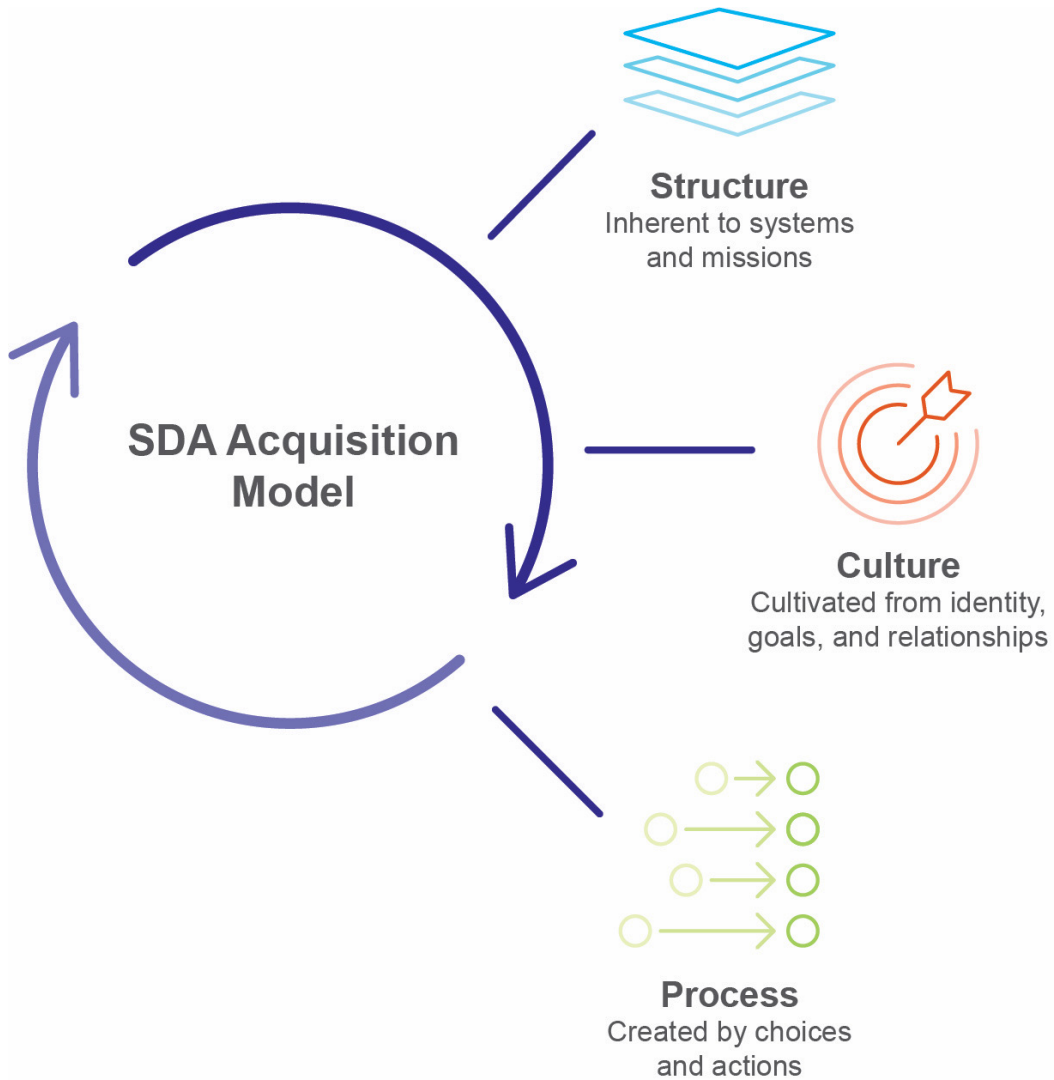 SDA Acquisition
Model
Structure
Inherent to systems
and missions
Culture
Cultivated from identity,
goals, and relationships
Process
Created by choices
and actions